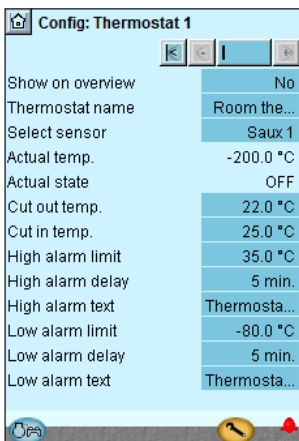 Config: Thermostat 1
Show on overview No
Thermostat name Room the...
Select sensor Saux 1
Actual temp. -200.0 °C
Actual state OFF
Cut out temp. 22.0 °C
Cut in temp. 25.0 °C
High alarm limit 35.0 °C
High alarm delay 5 min.
High alarm text Thermosta...
Low alarm limit -80.0 °C
Low alarm delay 5 min.
Low alarm text Thermosta...